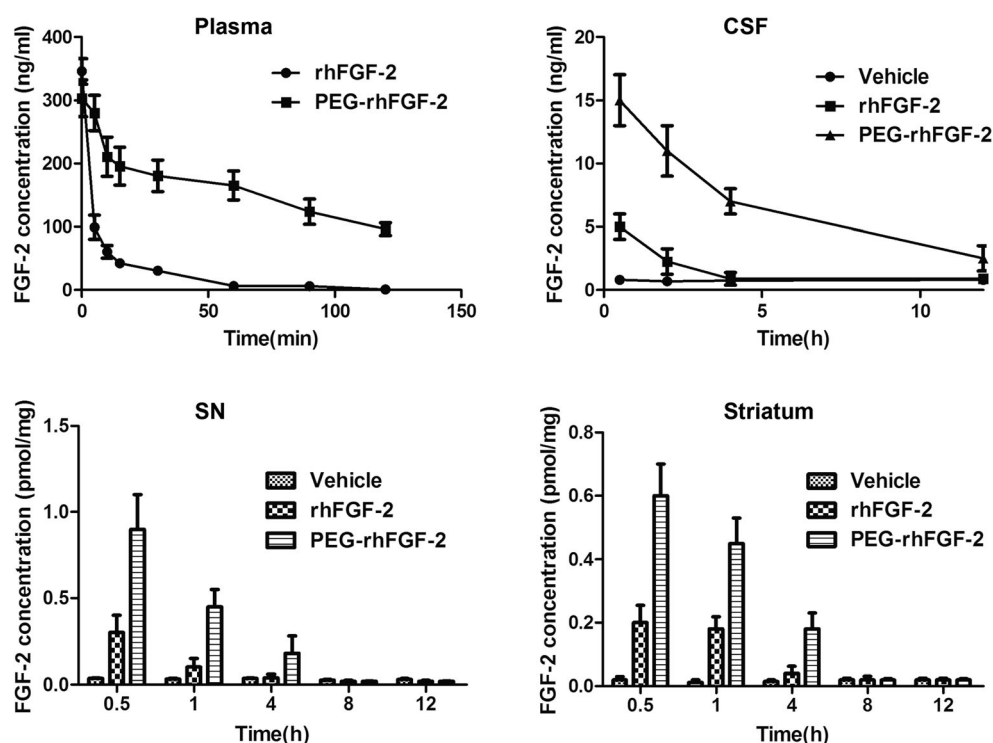 Plasma
FGF-2 concentration (ng/ml)
400
300
200
100
0
rhFGF-2
PEG-rhFGF-2
0
50
100
150
Time(min)
CSF
FGF-2 concentration (ng/ml)
20
15
10
5
0
Vehicle
rhFGF-2
PEG-rhFGF-2
0
5
10
Time(h)
SN
FGF-2 concentration (pmol/mg)
1.5
1.0
0.5
0.0
Vehicle
rhFGF-2
PEG-rhFGF-2
0.5
1
4
8
12
Time(h)
Striatum
FGF-2 concentration (pmol/mg)
0.8
0.6
0.4
0.2
0.0
Vehicle
rhFGF-2
PEG-rhFGF-2
0.5
1
4
8
12
Time(h)